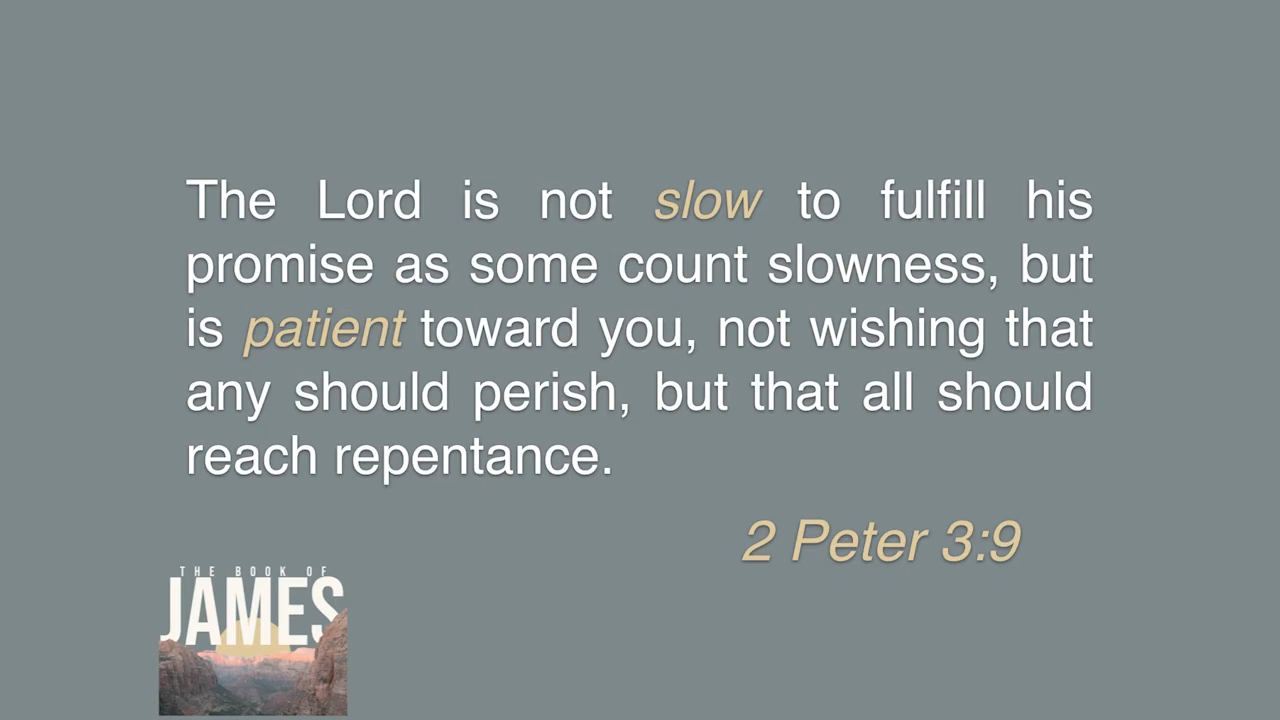 The Lord is not slow to fulfill his
promise as some count slowness, but
is patient toward you, not wishing that
any should perish, but that all should
reach repentance.
2 Peter 3:9
THE BOOK OF
JAMES